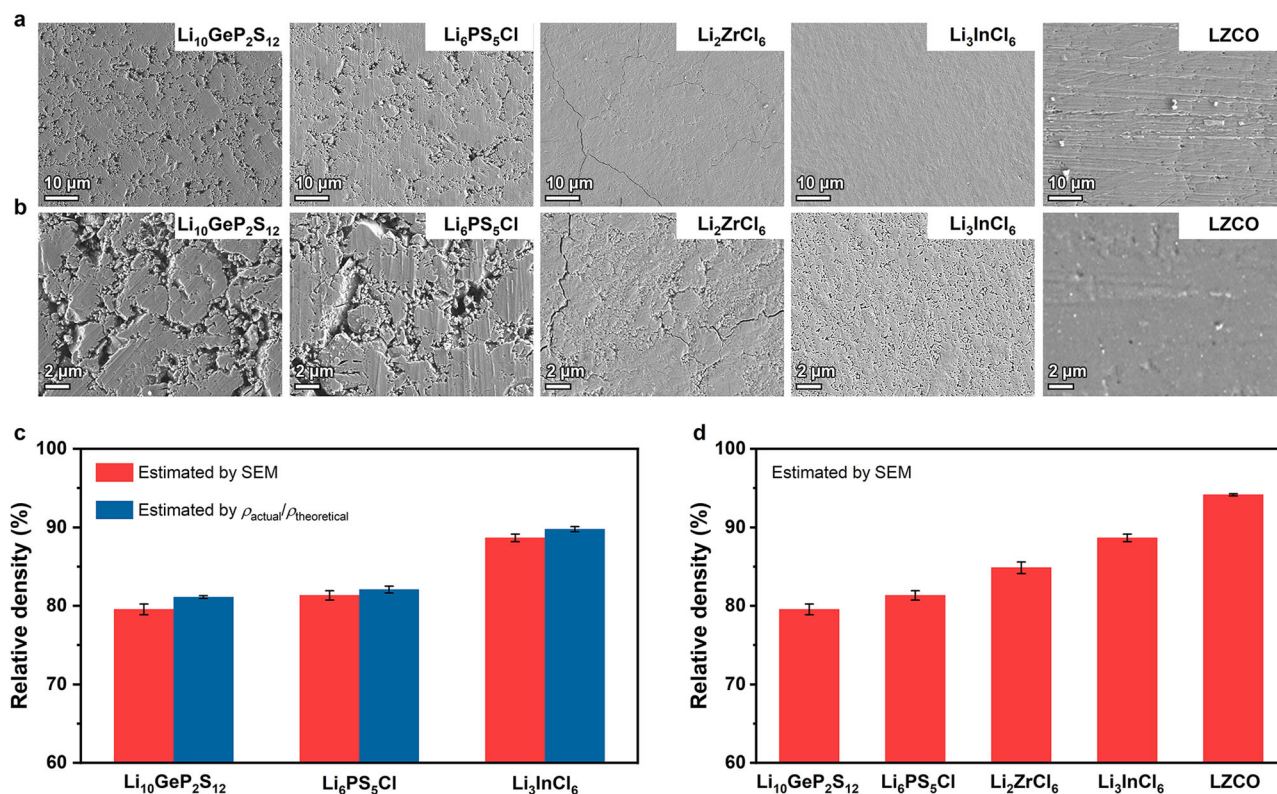 a
Li₁₀GeP₂S₁₂
Li₆PS₅Cl
Li₂ZrCl₆
Li₃InCl₆
LZCO
10 µm
10 µm
10 µm
10 µm
10 µm
b
Li₁₀GeP₂S₁₂
Li₆PS₅Cl
Li₂ZrCl₆
Li₃InCl₆
LZCO
2 µm
2 µm
2 µm
2 µm
2 µm
c
Relative density (%)
100
90
80
70
60
Estimated by SEM
Estimated by ρactual/ρtheoretical
Li₁₀GeP₂S₁₂
Li₆PS₅Cl
Li₃InCl₆
d
Relative density (%)
100
90
80
70
60
Estimated by SEM
Li₁₀GeP₂S₁₂
Li₆PS₅Cl
Li₂ZrCl₆
Li₃InCl₆
LZCO